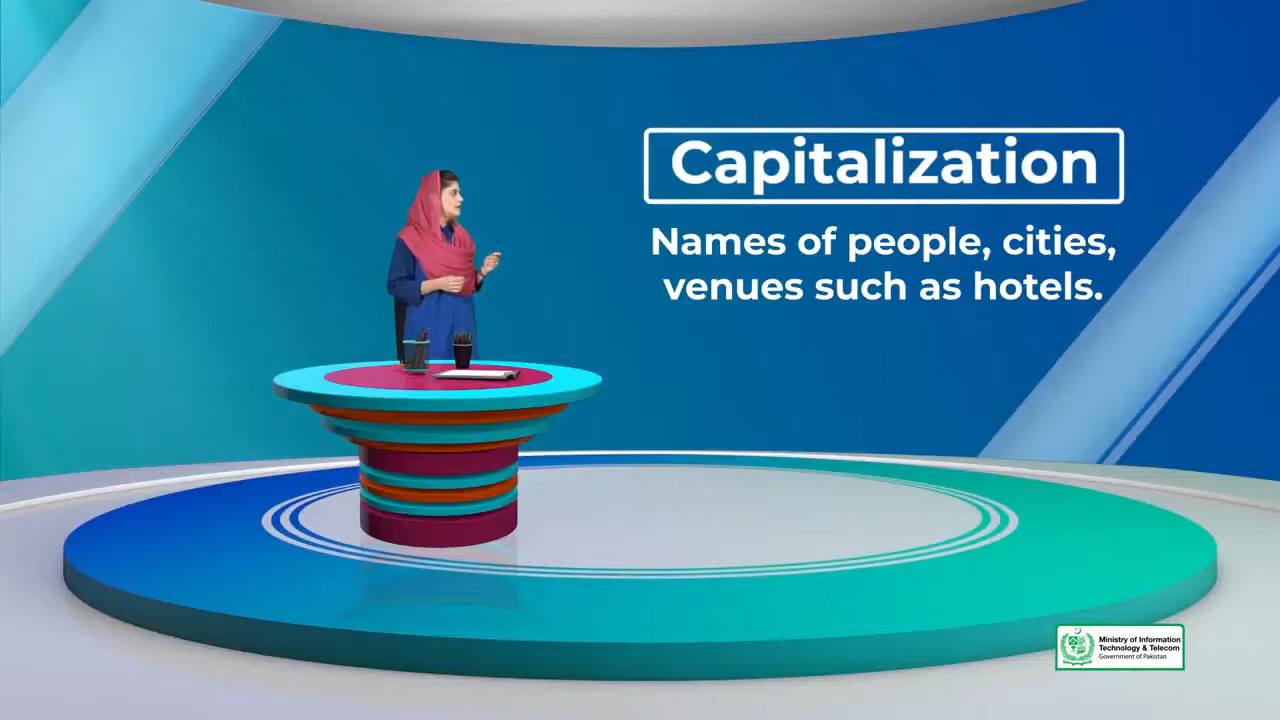 Capitalization
Names of people, cities,
venues such as hotels.
Ministry of Information
Technology & Telecom
Government of Pakistan